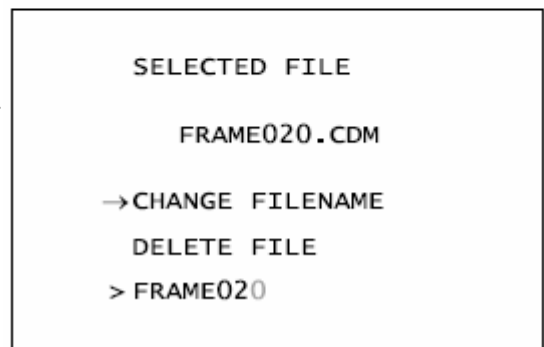 SELECTED FILE
FRAME020.CDM
→CHANGE FILENAME
DELETE FILE
> FRAME020